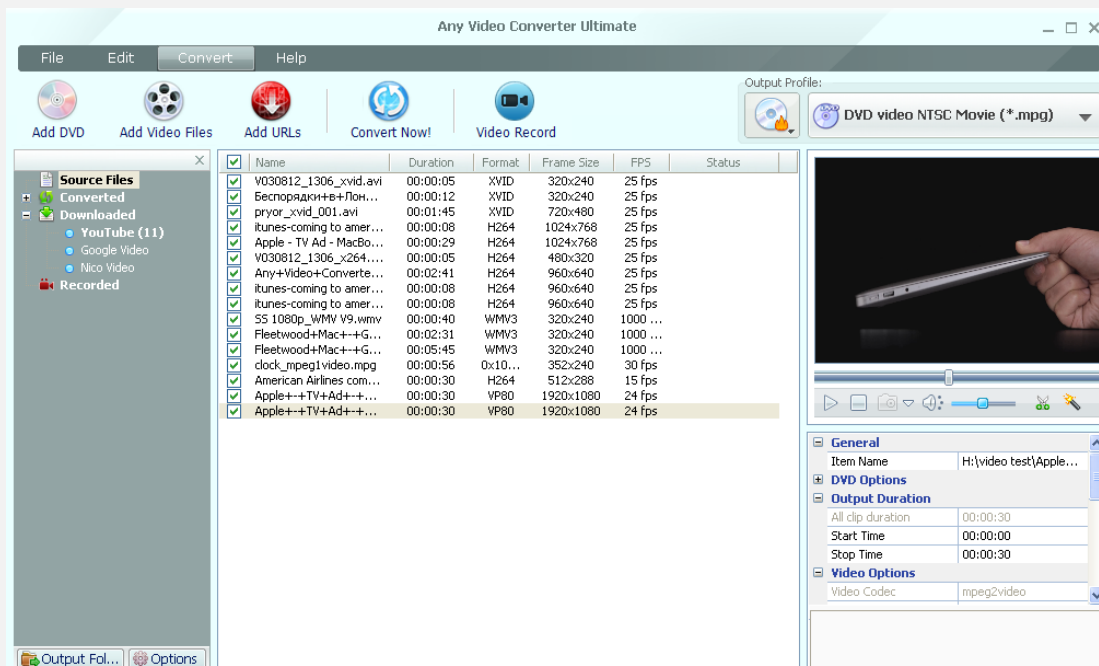 Any Video Converter Ultimate
File Edit Convert Help
Output Profile:
Add DVD Add Video Files Add URLs Convert Now! Video Record
DVD video NTSC Movie (*.mpg)
Source Files
Converted
Downloaded
YouTube (11)
Google Video
Nico Video
Recorded
Output Fol... Options
Name Duration Format Frame Size FPS Status
V030812_1306_xvid.avi 00:00:05 XVID 320x240 25 fps
Беспорядки+в+Лон... 00:00:12 XVID 320x240 25 fps
pryor_xvid_001.avi 00:01:45 XVID 720x480 25 fps
itunes-coming to amer... 00:00:08 H264 1024x768 25 fps
Apple - TV Ad - MacBo... 00:00:29 H264 1024x768 25 fps
V030812_1306_x264.... 00:00:05 H264 480x320 25 fps
Any+Video+Converte... 00:02:41 H264 960x640 25 fps
itunes-coming to amer... 00:00:08 H264 960x640 25 fps
itunes-coming to amer... 00:00:08 H264 960x640 25 fps
SS 1080p_WMV V9.wmv 00:00:40 WMV3 320x240 1000 ...
Fleetwood+Mac+-+G... 00:02:31 WMV3 320x240 1000 ...
Fleetwood+Mac+-+G... 00:05:45 WMV3 320x240 1000 ...
clock_mpeg1video.mpg 00:00:56 0x10... 352x240 30 fps
American Airlines com... 00:00:30 H264 512x288 15 fps
Apple+-+TV+Ad+-+... 00:00:30 VP80 1920x1080 24 fps
Apple+-+TV+Ad+-+... 00:00:30 VP80 1920x1080 24 fps
General
Item Name H:\video test\Apple...
DVD Options
Output Duration
All clip duration 00:00:30
Start Time 00:00:00
Stop Time 00:00:30
Video Options
Video Codec mpeg2video